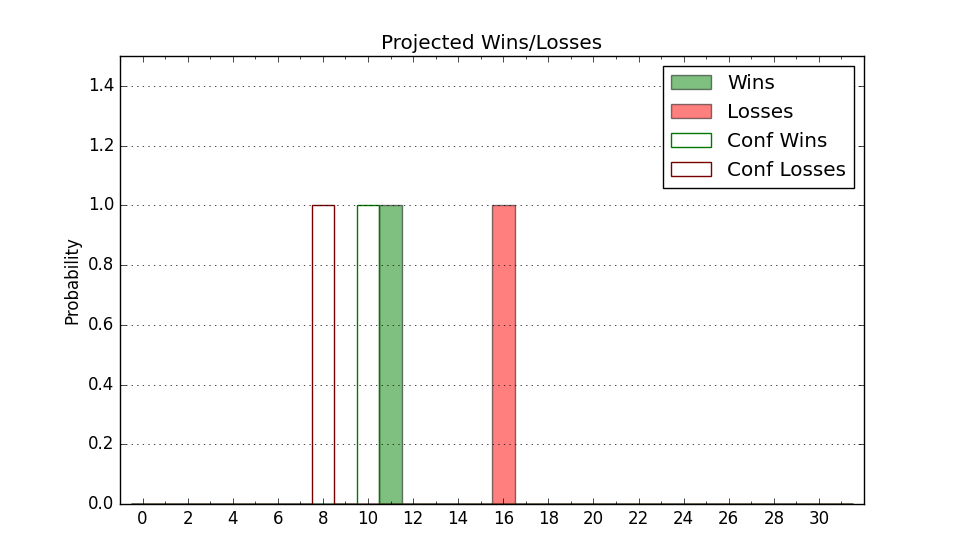 Projected Wins/Losses
1.4
1.2
1.0
0.8
0.6
0.4
0.2
0.0
Probability
Wins
Losses
Conf Wins
Conf Losses
0 2 4 6 8 10 12 14 16 18 20 22 24 26 28 30